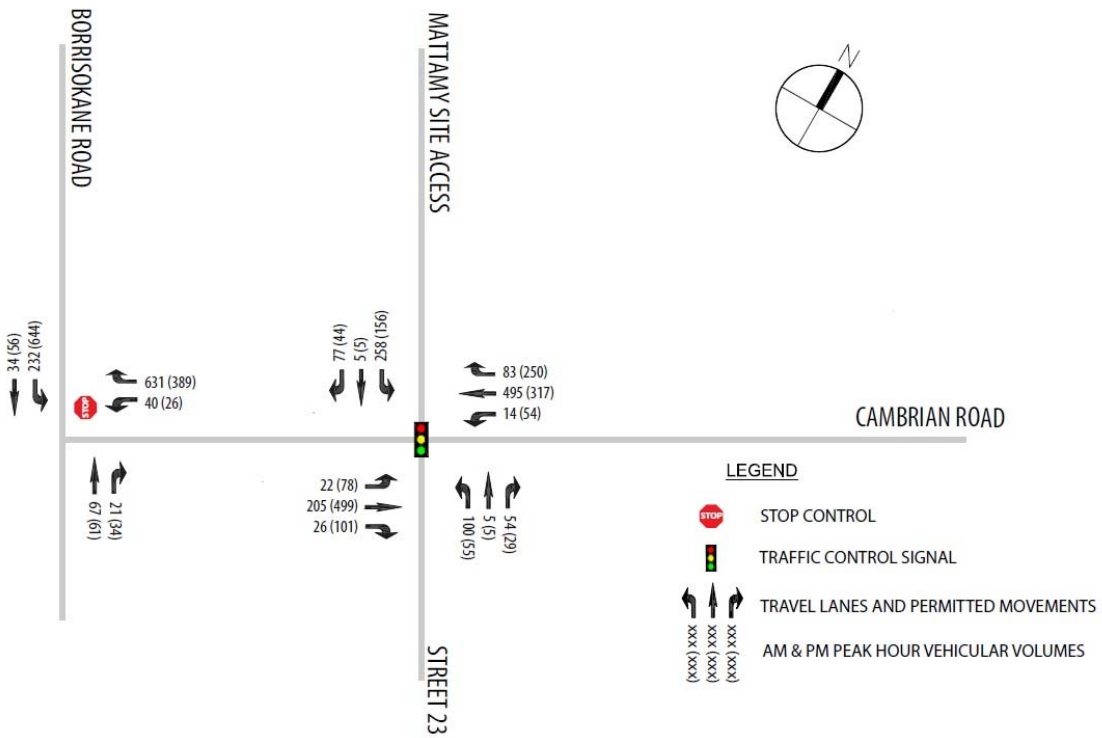 BORRISOKANE ROAD
MATTAMY SITE ACCESS
N
34 (56)
232 (644)
STOP
631 (389)
40 (26)
67 (61)
21 (34)
77 (44)
5 (5)
258 (156)
83 (250)
495 (317)
14 (54)
CAMBRIAN ROAD
22 (78)
205 (499)
26 (101)
100 (55)
5 (5)
54 (29)
STREET 23
LEGEND
STOP
STOP CONTROL
TRAFFIC CONTROL SIGNAL
TRAVEL LANES AND PERMITTED MOVEMENTS
xxx (xxx)
xxx (xxx)
xxx (xxx)
AM & PM PEAK HOUR VEHICULAR VOLUMES